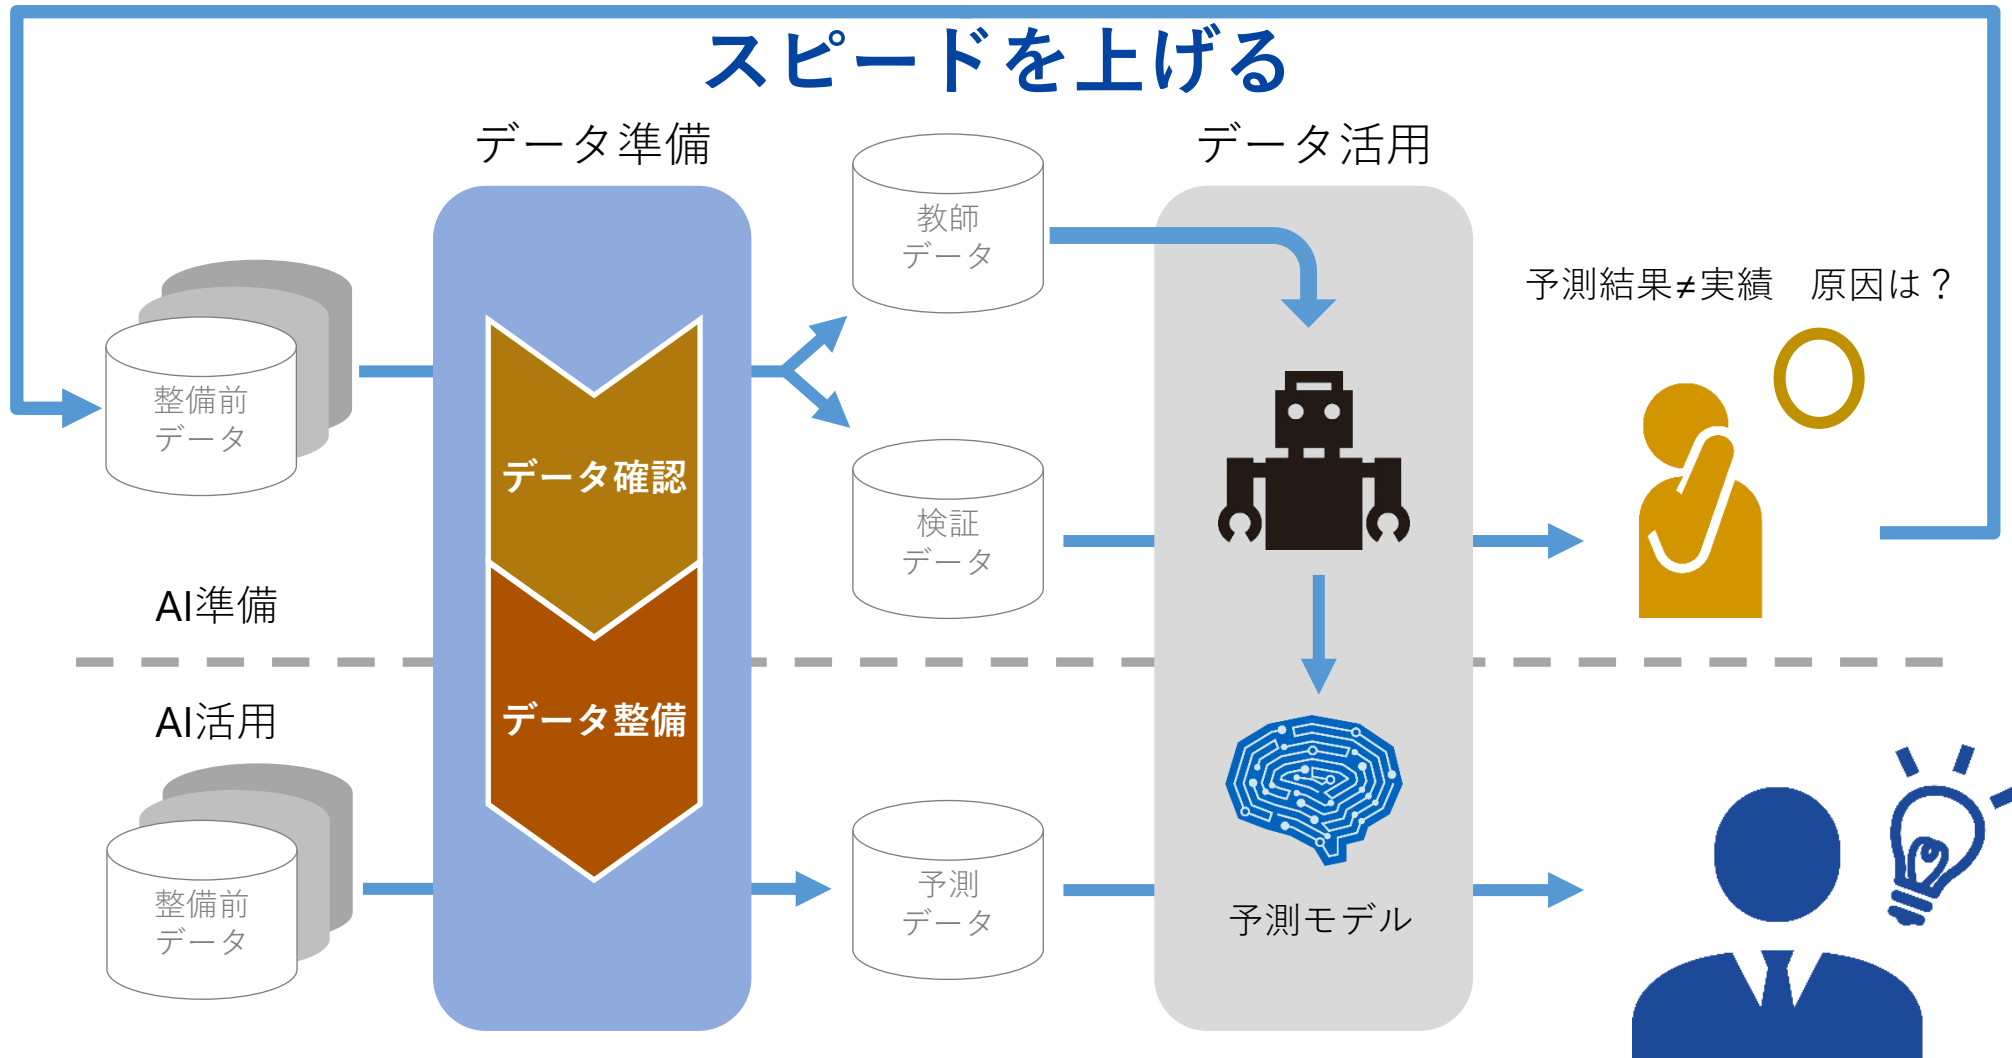 スピードを上げる
データ準備
データ活用
教師
データ
予測結果≠実績　原因は？
整備前
データ
データ確認
検証
データ
AI準備
AI活用
データ整備
整備前
データ
予測
データ
予測モデル